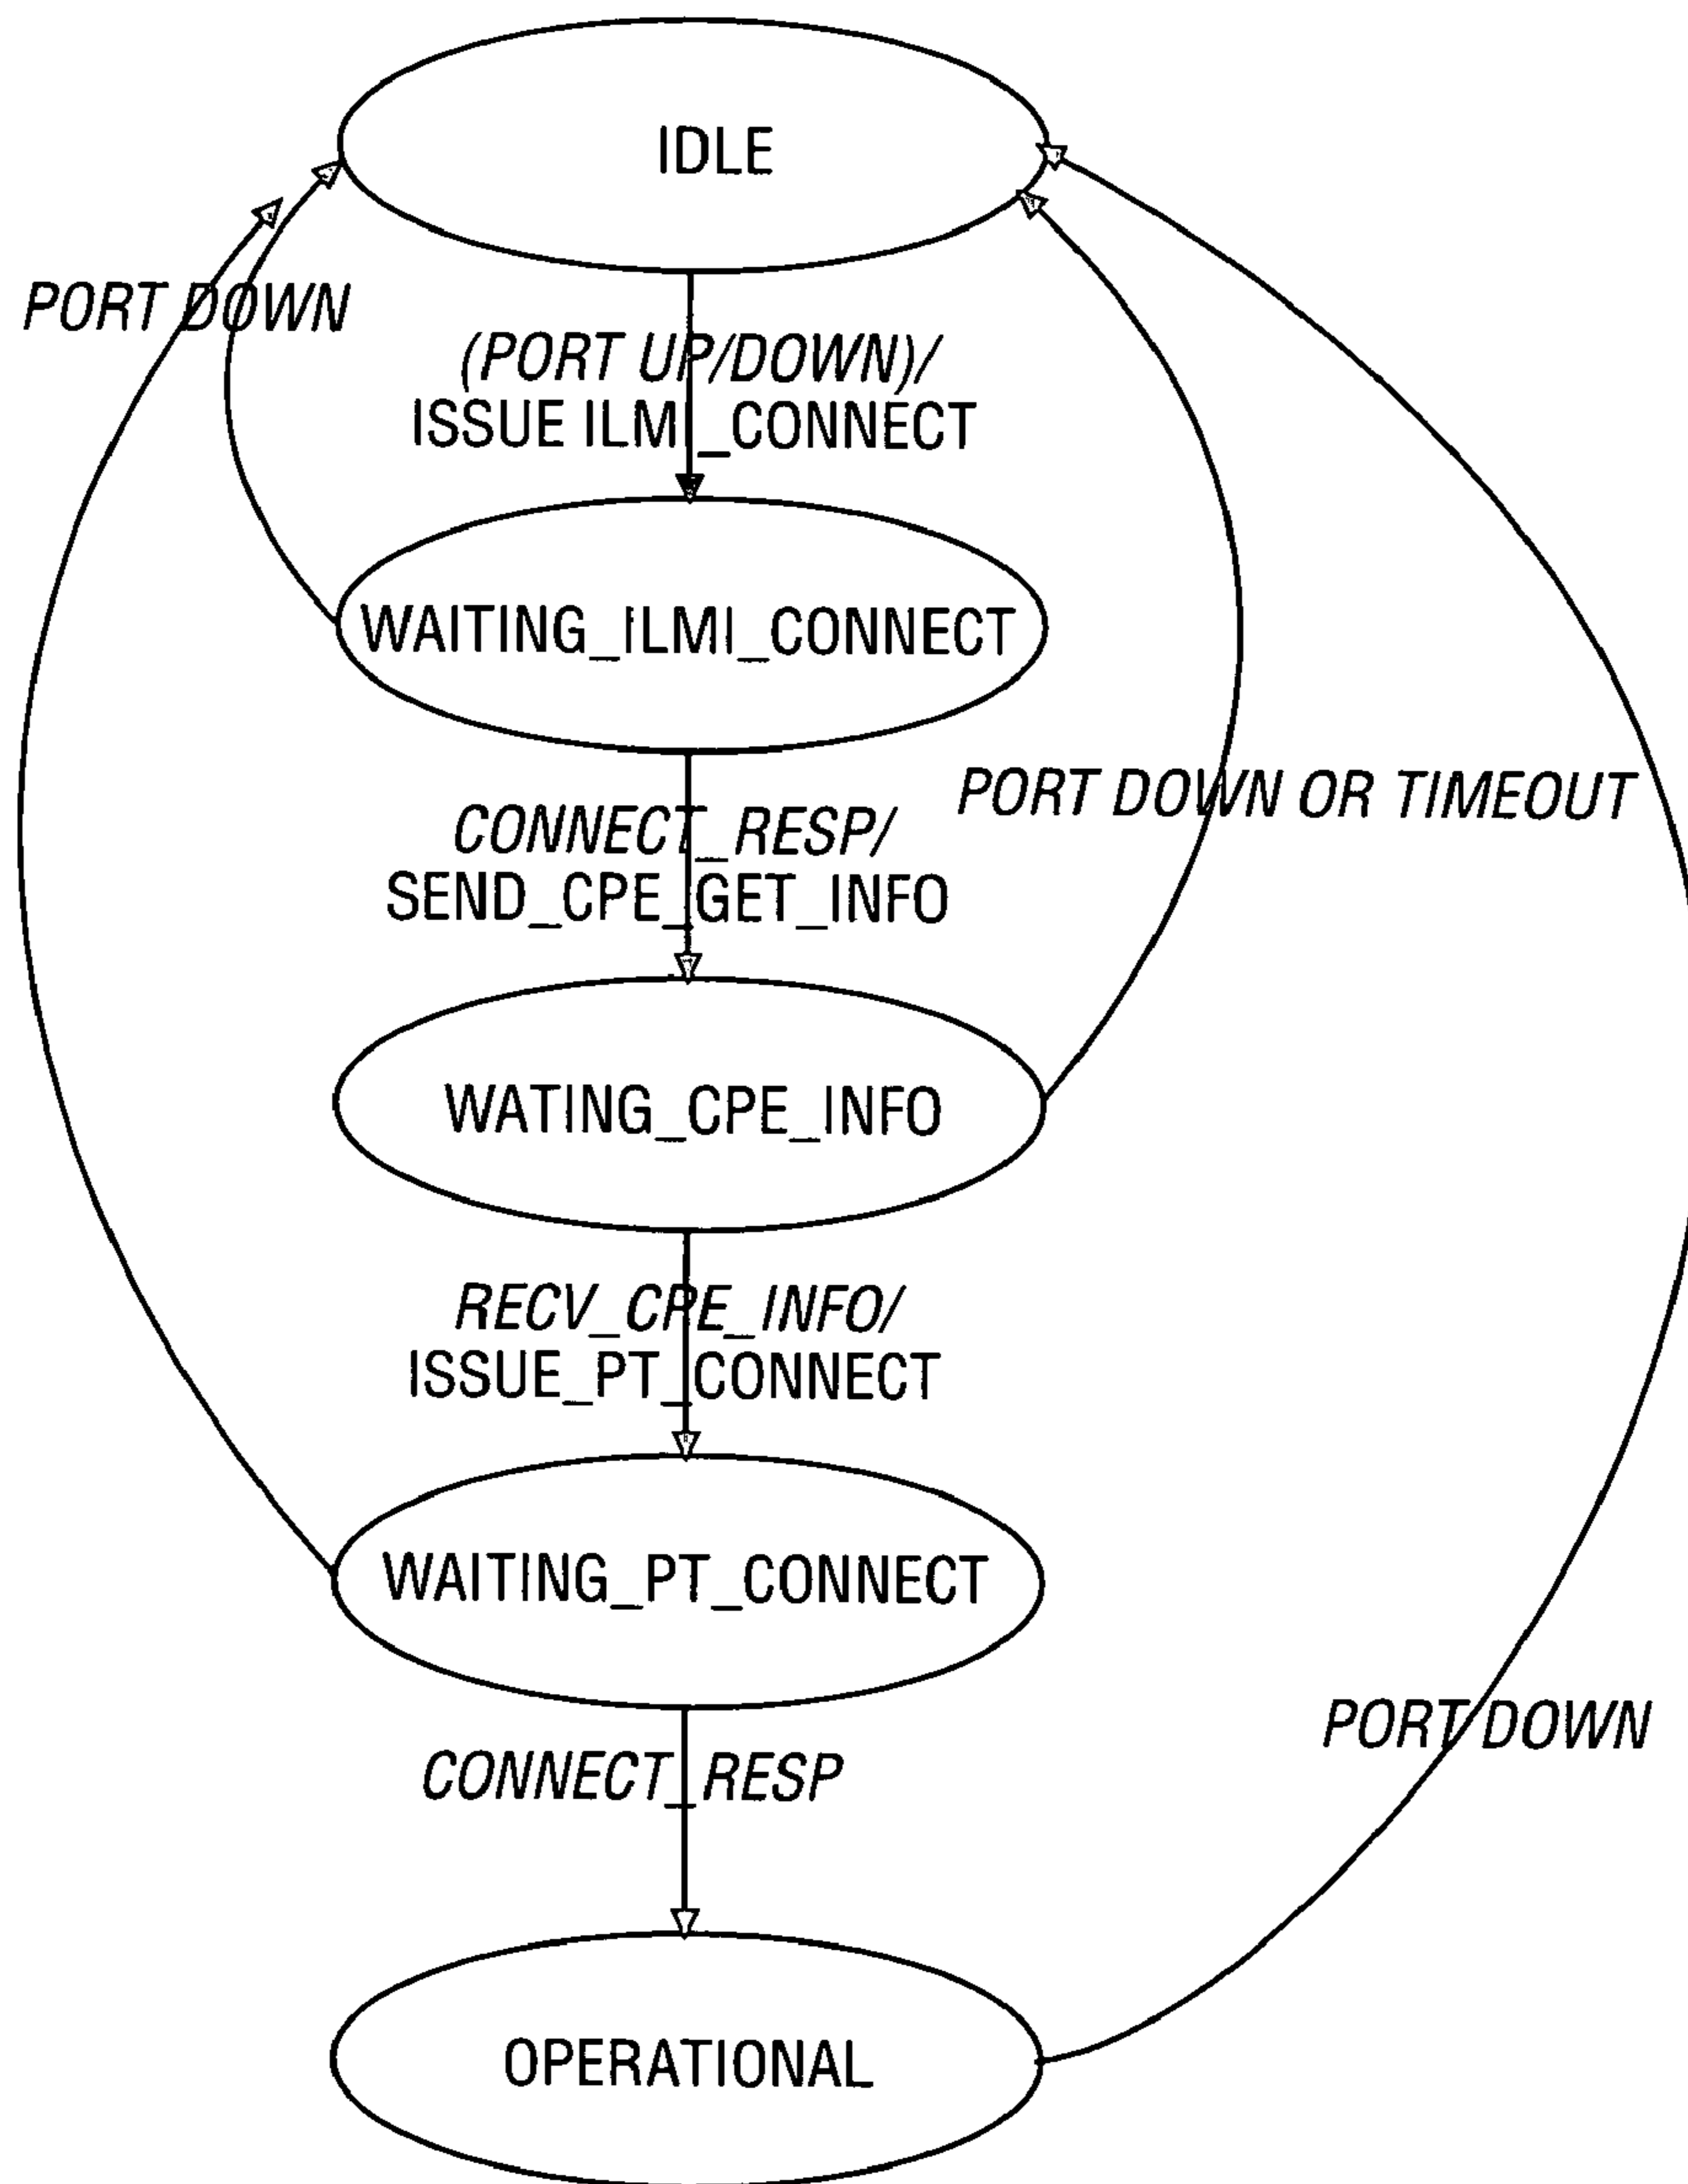 IDLE
PORT DOWN
(PORT UP/DOWN)/
ISSUE ILMI_CONNECT
WAITING_ILMI_CONNECT
PORT DOWN OR TIMEOUT
CONNECT_RESP/
SEND_CPE_GET_INFO
WATING_CPE_INFO
RECV_CPE_INFO/
ISSUE_PT_CONNECT
WAITING_PT_CONNECT
PORT DOWN
CONNECT_RESP
OPERATIONAL